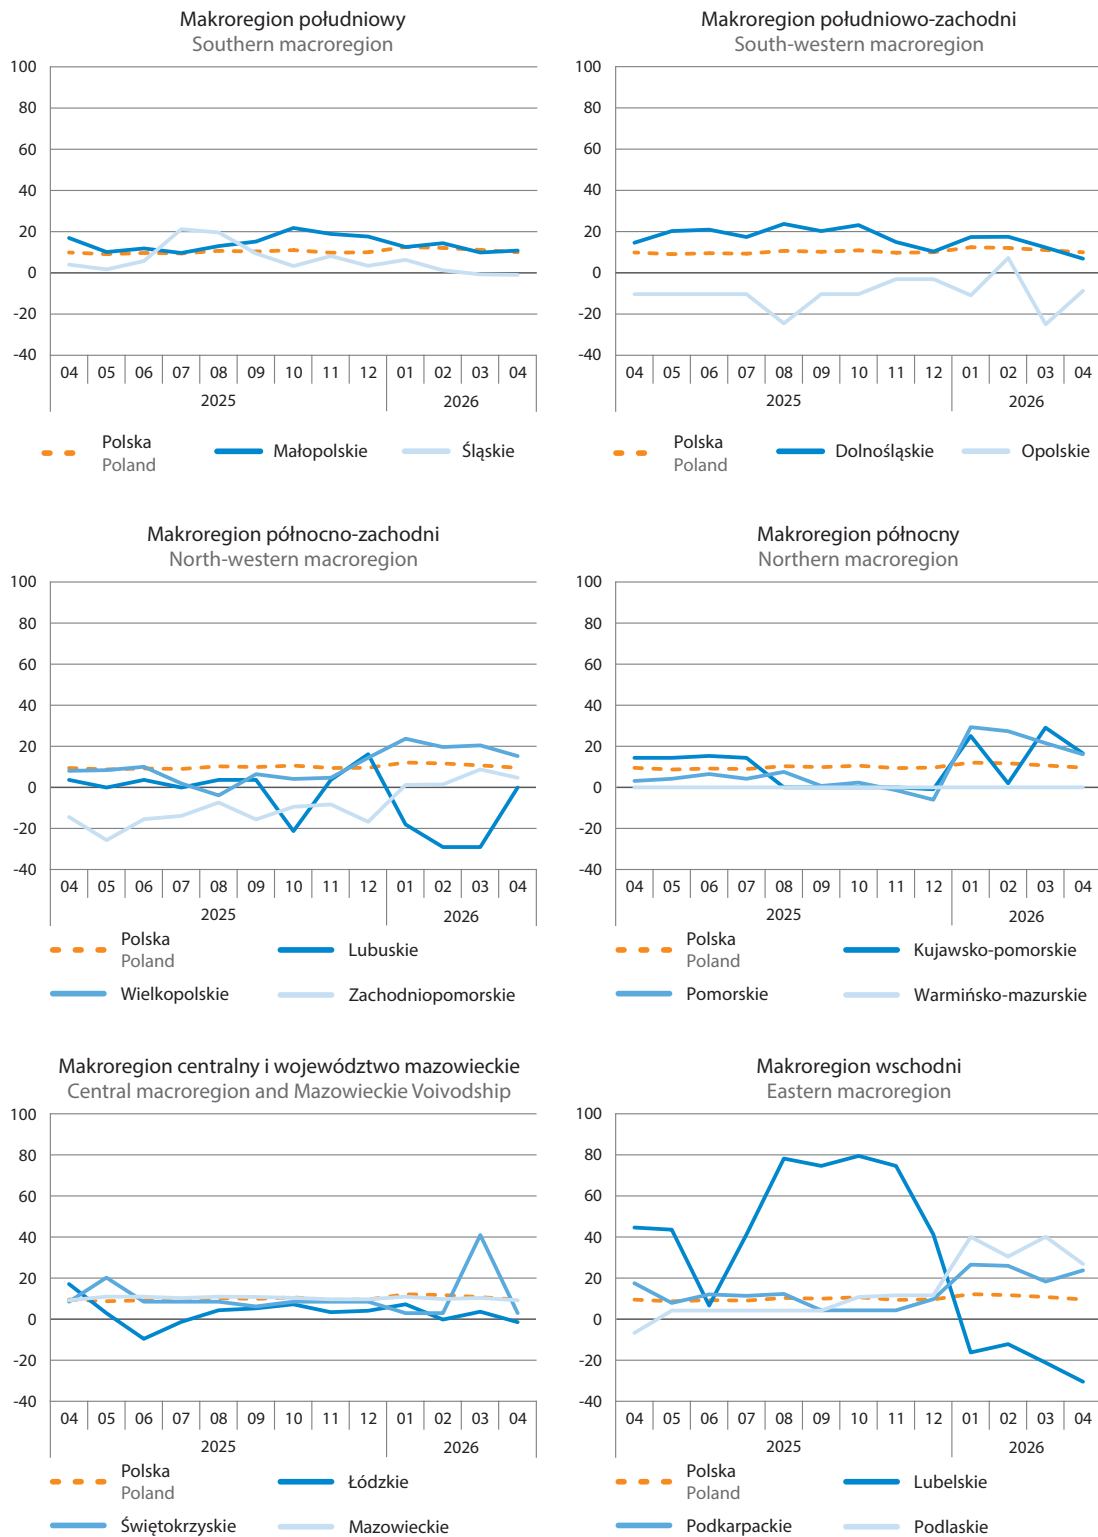 Makroregion południowy
Southern macroregion
100
80
60
40
20
0
-20
-40
04 05 06 07 08 09 10 11 12 01 02 03 04
2025 2026
Polska
Poland
Małopolskie
Śląskie
Makroregion południowo-zachodni
South-western macroregion
100
80
60
40
20
0
-20
-40
04 05 06 07 08 09 10 11 12 01 02 03 04
2025 2026
Polska
Poland
Dolnośląskie
Opolskie
Makroregion północno-zachodni
North-western macroregion
100
80
60
40
20
0
-20
-40
04 05 06 07 08 09 10 11 12 01 02 03 04
2025 2026
Polska
Poland
Lubuskie
Wielkopolskie
Zachodniopomorskie
Makroregion północny
Northern macroregion
100
80
60
40
20
0
-20
-40
04 05 06 07 08 09 10 11 12 01 02 03 04
2025 2026
Polska
Poland
Kujawsko-pomorskie
Pomorskie
Warmińsko-mazurskie
Makroregion centralny i województwo mazowieckie
Central macroregion and Mazowieckie Voivodship
100
80
60
40
20
0
-20
-40
04 05 06 07 08 09 10 11 12 01 02 03 04
2025 2026
Polska
Poland
Łódzkie
Świętokrzyskie
Mazowieckie
Makroregion wschodni
Eastern macroregion
100
80
60
40
20
0
-20
-40
04 05 06 07 08 09 10 11 12 01 02 03 04
2025 2026
Polska
Poland
Lubelskie
Podkarpackie
Podlaskie